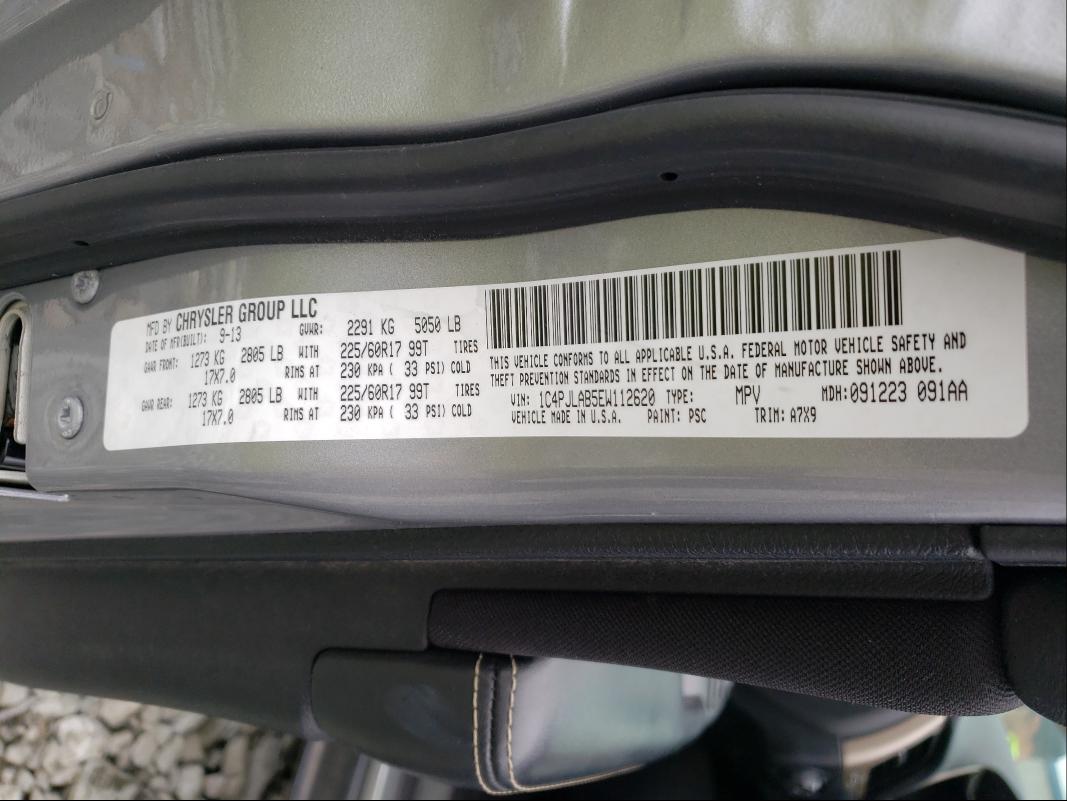 MFD BY CHRYSLER GROUP LLC
DATE OF MFR(BUILT): 9-13 GVWR: 2291 KG 5050 LB
GAWR FRONT: 1273 KG 2805 LB WITH 225/60R17 99T TIRES
17X7.0 RIMS AT 230 KPA ( 33 PSI) COLD
GAWR REAR: 1273 KG 2805 LB WITH 225/60R17 99T TIRES
17X7.0 RIMS AT 230 KPA ( 33 PSI) COLD
THIS VEHICLE CONFORMS TO ALL APPLICABLE U.S.A. FEDERAL MOTOR VEHICLE SAFETY AND
THEFT PREVENTION STANDARDS IN EFFECT ON THE DATE OF MANUFACTURE SHOWN ABOVE.
VIN: 1C4PJLAB5EW112620 TYPE: MPV MDH:091223 091AA
VEHICLE MADE IN U.S.A. PAINT: PSC TRIM: A7X9